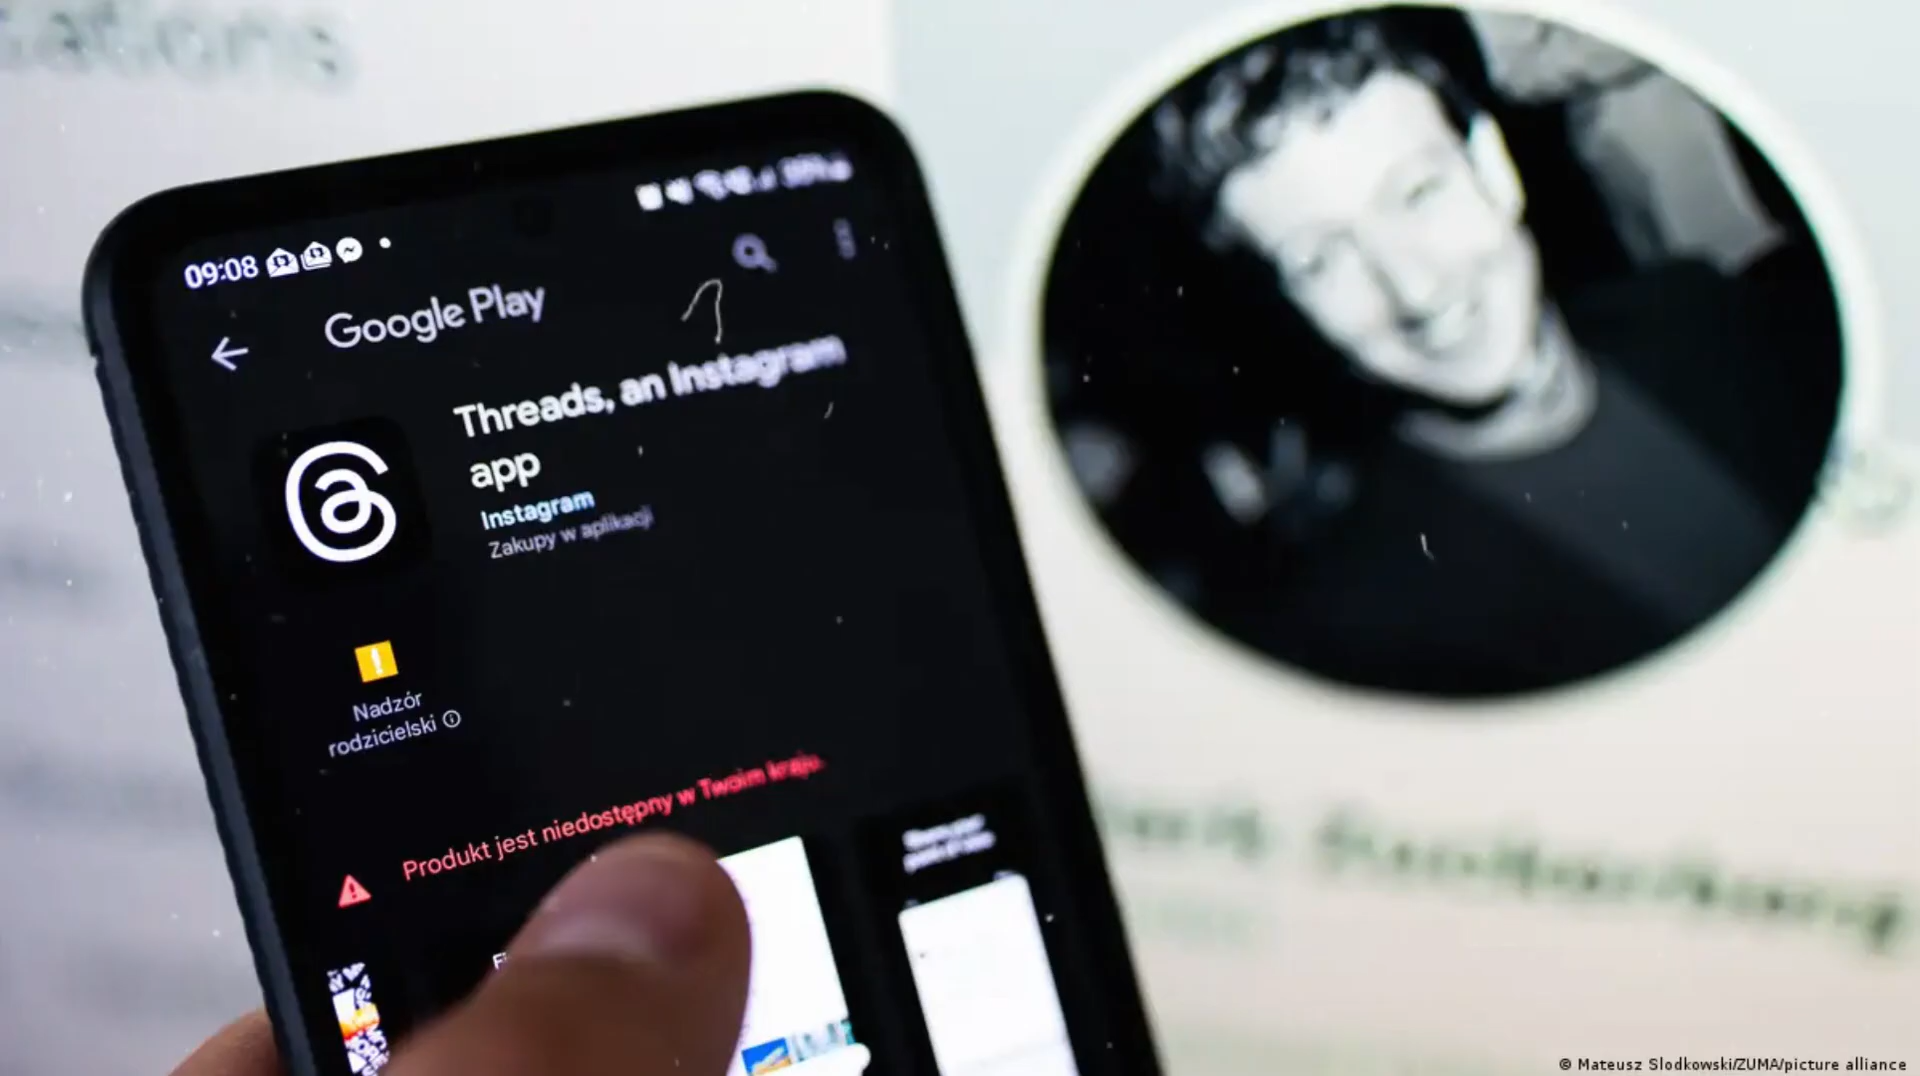 09:08
Google Play
Threads, an Instagram
app
Instagram
Zakupy w aplikacji
Nadzór
rodzicielski
Produkt jest niedostępny w Twoim kraju.
© Mateusz Slodkowski/ZUMA/picture alliance